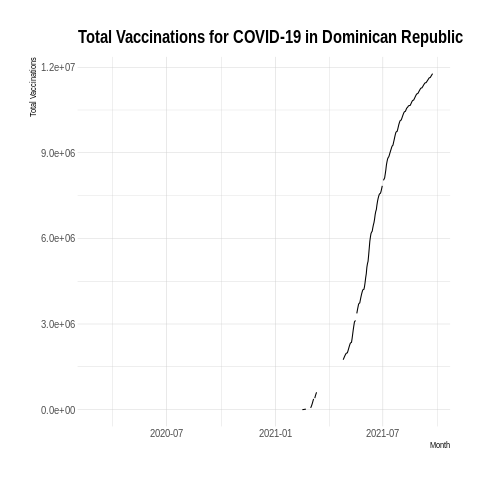 Total Vaccinations for COVID-19 in Dominican Republic
Total Vaccinations
1.2e+07
9.0e+06
6.0e+06
3.0e+06
0.0e+00
2020-07 2021-01 2021-07
Month